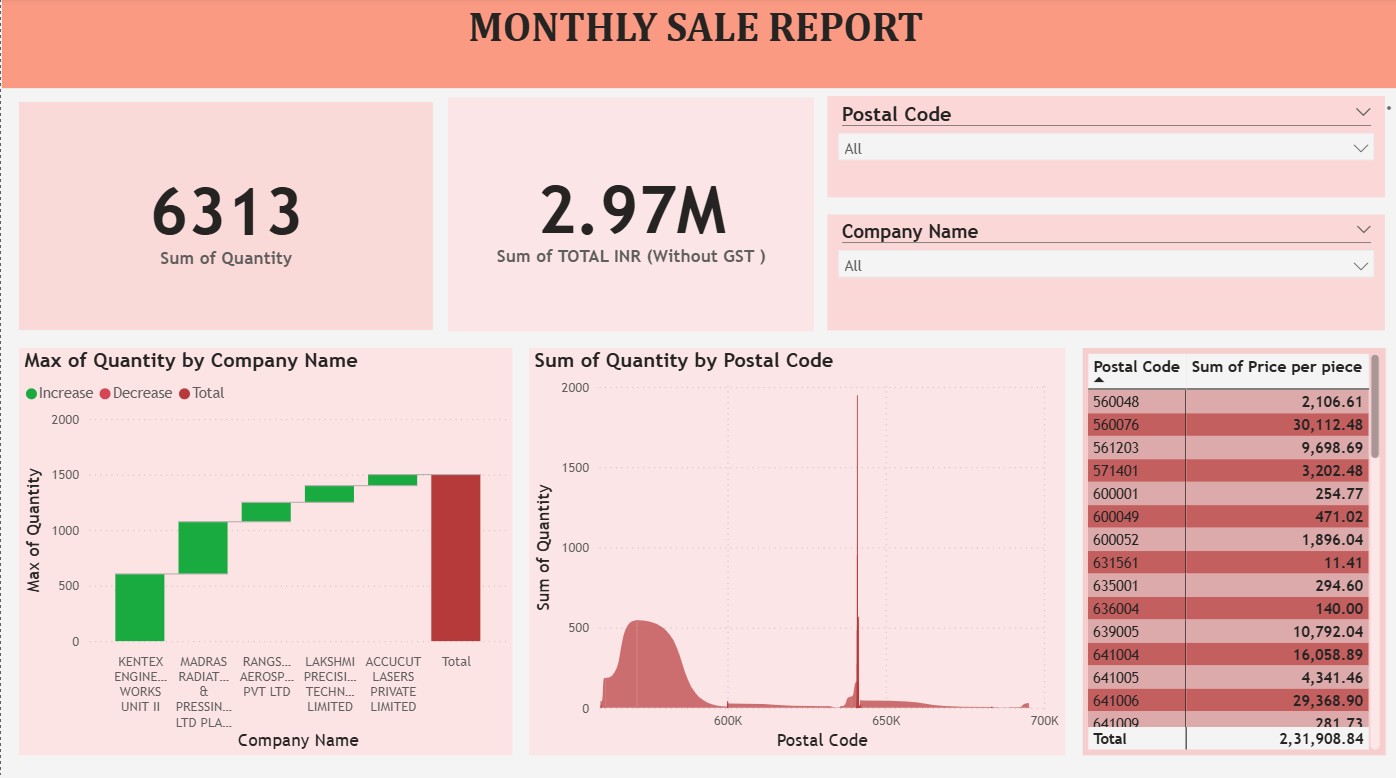 MONTHLY SALE REPORT
6313
Sum of Quantity
2.97M
Sum of TOTAL INR (Without GST )
Postal Code
All
Company Name
All
Max of Quantity by Company Name
Increase Decrease Total
2000
1500
1000
500
0
Max of Quantity
KENTEX
ENGINE...
WORKS
UNIT II
MADRAS
RADIAT...
&
PRESSIN...
LTD PLA...
RANGS...
AEROSP...
PVT LTD
LAKSHMI
PRECISI...
TECHN...
LIMITED
ACCUCUT
LASERS
PRIVATE
LIMITED
Total
Company Name
Sum of Quantity by Postal Code
2000
1500
1000
500
0
Sum of Quantity
600K 650K 700K
Postal Code
Postal Code Sum of Price per piece
560048 2,106.61
560076 30,112.48
561203 9,698.69
571401 3,202.48
600001 254.77
600049 471.02
600052 1,896.04
631561 11.41
635001 294.60
636004 140.00
639005 10,792.04
641004 16,058.89
641005 4,341.46
641006 29,368.90
641009 281.73
Total 2,31,908.84